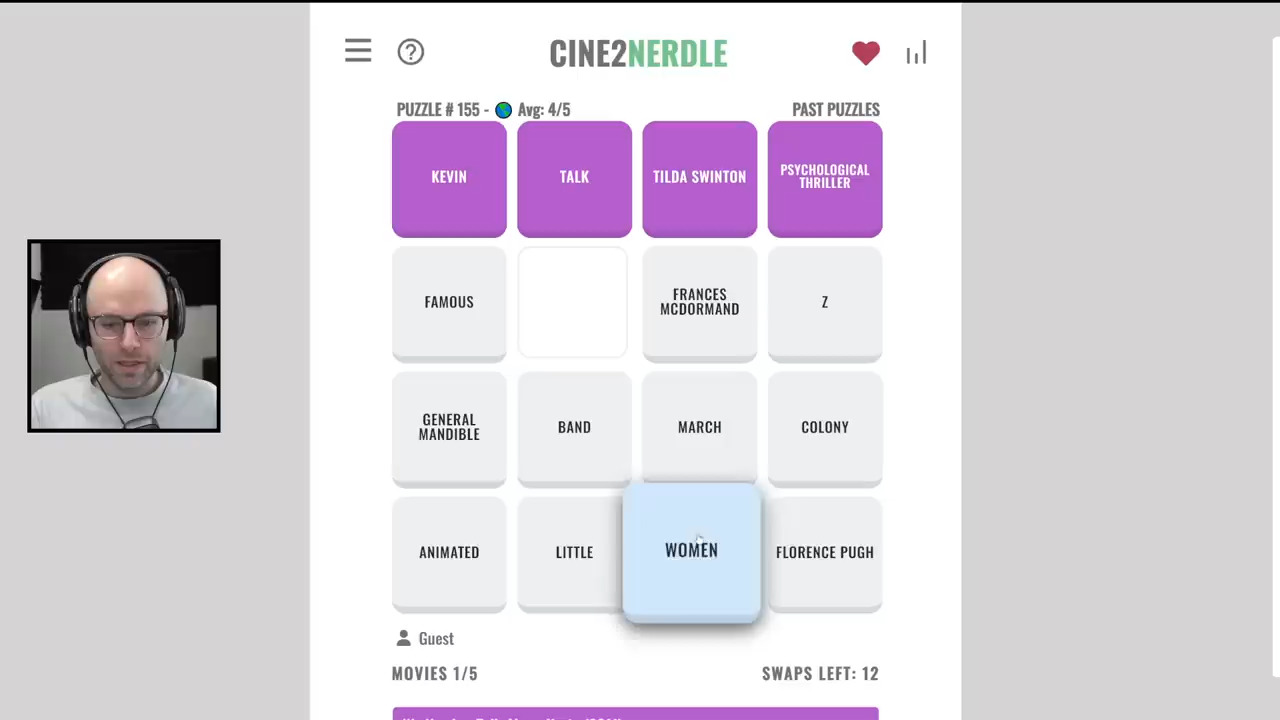 CINE2NERDLE
PUZZLE # 155 - Avg: 4/5
PAST PUZZLES
KEVIN
TALK
TILDA SWINTON
PSYCHOLOGICAL
THRILLER
FAMOUS
FRANCES
MCDORMAND
Z
GENERAL
MANDIBLE
BAND
MARCH
COLONY
ANIMATED
LITTLE
WOMEN
FLORENCE PUGH
Guest
MOVIES 1/5
SWAPS LEFT: 12